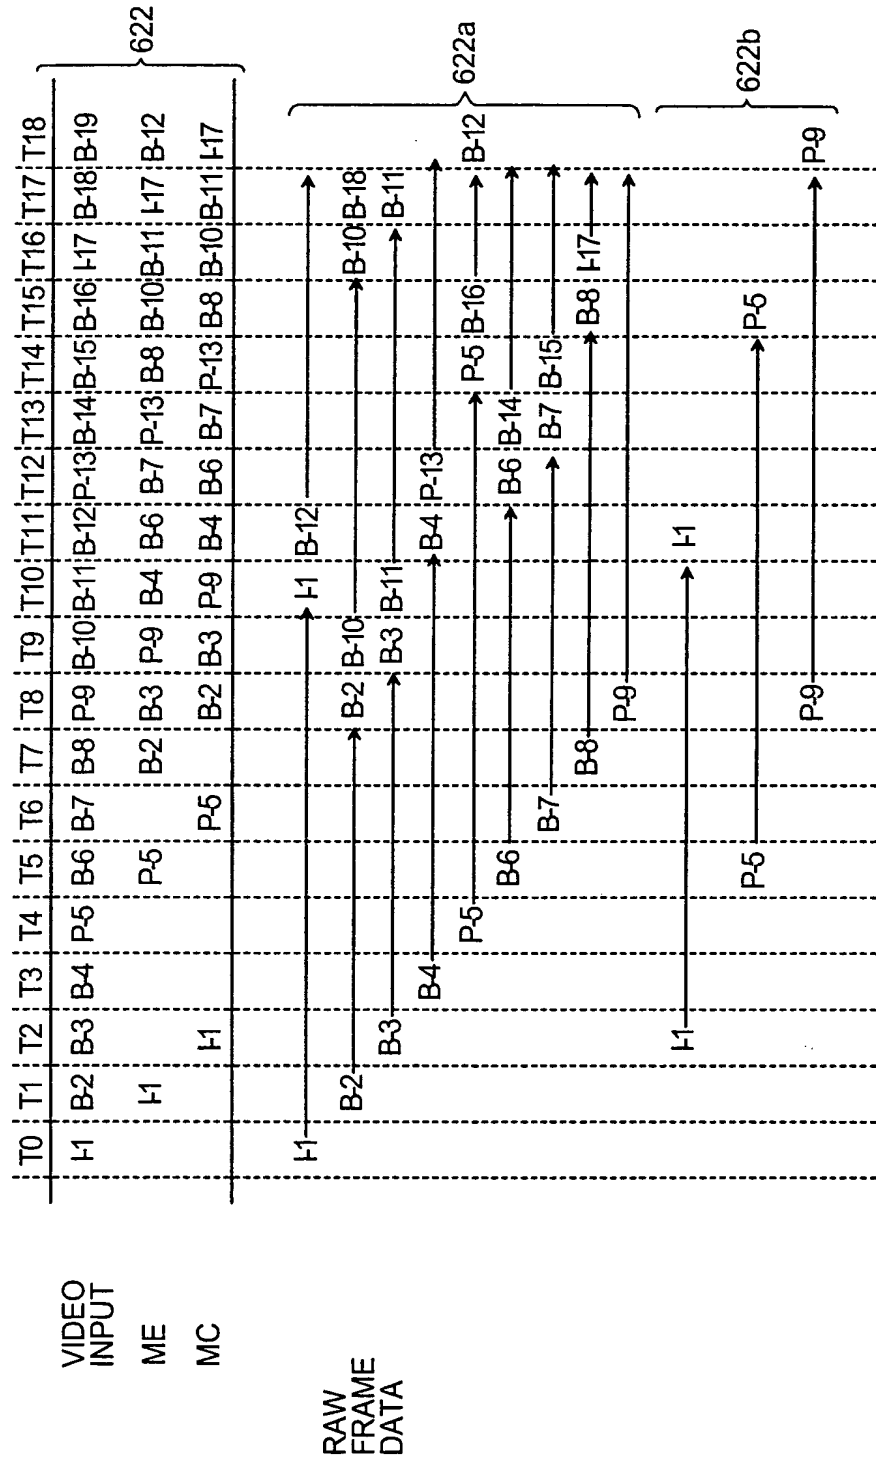 T0 T1 T2 T3 T4 T5 T6 T7 T8 T9 T10 T11 T12 T13 T14 T15 T16 T17 T18
VIDEO
INPUT
I-1 B-2 B-3 B-4 P-5 B-6 B-7 B-8 P-9 B-10 B-11 B-12 P-13 B-14 B-15 B-16 I-17 B-18 B-19
ME I-1 P-5 B-2 B-3 P-9 B-4 B-6 B-7 P-13 B-8 B-10 B-11 I-17 B-12
MC I-1 P-5 B-2 B-3 P-9 B-4 B-6 B-7 P-13 B-8 B-10 B-11 I-17
622
RAW
FRAME
DATA
I-1 I-1 B-12
B-2 B-2 B-10 B-10 B-18
B-3 B-3 B-11 B-11
B-4 B-4 P-13
P-5 P-5 B-16 B-12
B-6 B-6 B-14
B-7 B-7 B-15
B-8 B-8 I-17
P-9
622a
I-1 I-1
P-5 P-5
P-9 P-9
622b